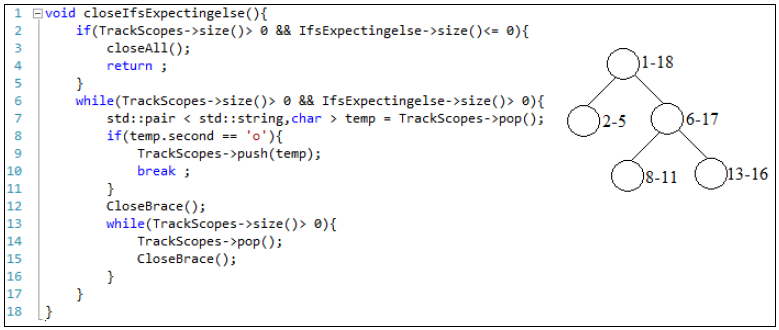 1 void closeIfsExpectingelse(){
2 if(TrackScopes->size()> 0 && IfsExpectingelse->size()<= 0){
3 closeAll();
4 return ;
5 }
6 while(TrackScopes->size()> 0 && IfsExpectingelse->size()> 0){
7 std::pair < std::string,char > temp = TrackScopes->pop();
8 if(temp.second == 'o'){
9 TrackScopes->push(temp);
10 break ;
11 }
12 CloseBrace();
13 while(TrackScopes->size()> 0){
14 TrackScopes->pop();
15 CloseBrace();
16 }
17 }
18 }
1-18
2-5
6-17
8-11
13-16